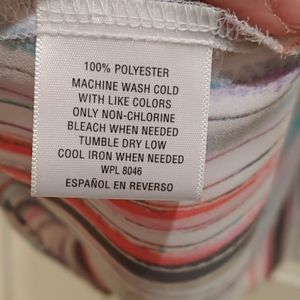 100% POLYESTER
MACHINE WASH COLD
WITH LIKE COLORS
ONLY NON-CHLORINE
BLEACH WHEN NEEDED
TUMBLE DRY LOW
COOL IRON WHEN NEEDED
WPL 8046
ESPAÑOL EN REVERSO